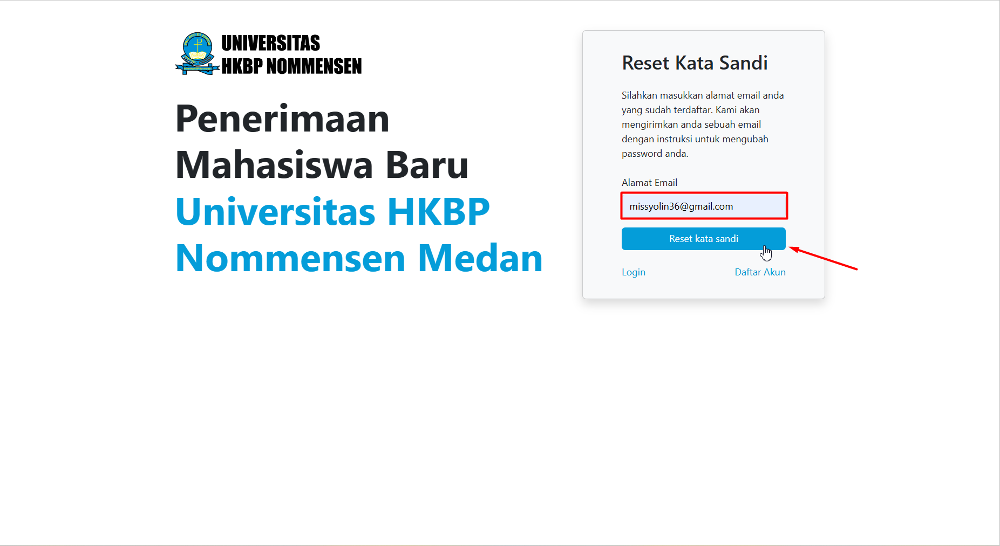 UNIVERSITAS
HKBP NOMMENSEN
Penerimaan
Mahasiswa Baru
Universitas HKBP
Nommensen Medan
Reset Kata Sandi
Silahkan masukkan alamat email anda
yang sudah terdaftar. Kami akan
mengirimkan anda sebuah email
dengan instruksi untuk mengubah
password anda.
Alamat Email
missyolin36@gmail.com
Reset kata sandi
Login
Daftar Akun